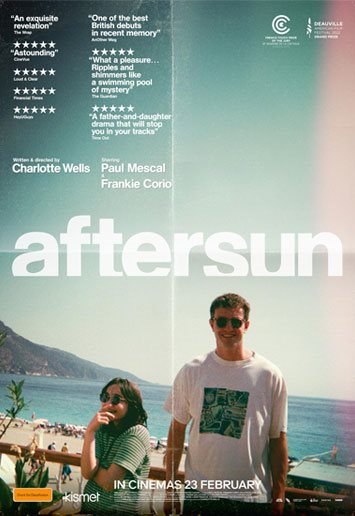 "An exquisite
revelation"
The Wrap
★★★★★
"Astounding"
CineVue
★★★★★
Loud & Clear
★★★★★
Financial Times
★★★★★
HeyUGuys
"One of the best
British debuts
in recent memory"
AnOther Mag
★★★★★
"What a pleasure...
Ripples and
shimmers like
a swimming pool
of mystery"
The Guardian
★★★★★
"A father-and-daughter
drama that will stop
you in your tracks"
Time Out
DEAUVILLE
Written & directed by
Charlotte Wells
Starring
Paul Mescal
&
Frankie Corio
aftersun
IN CINEMAS 23 FEBRUARY
kismet